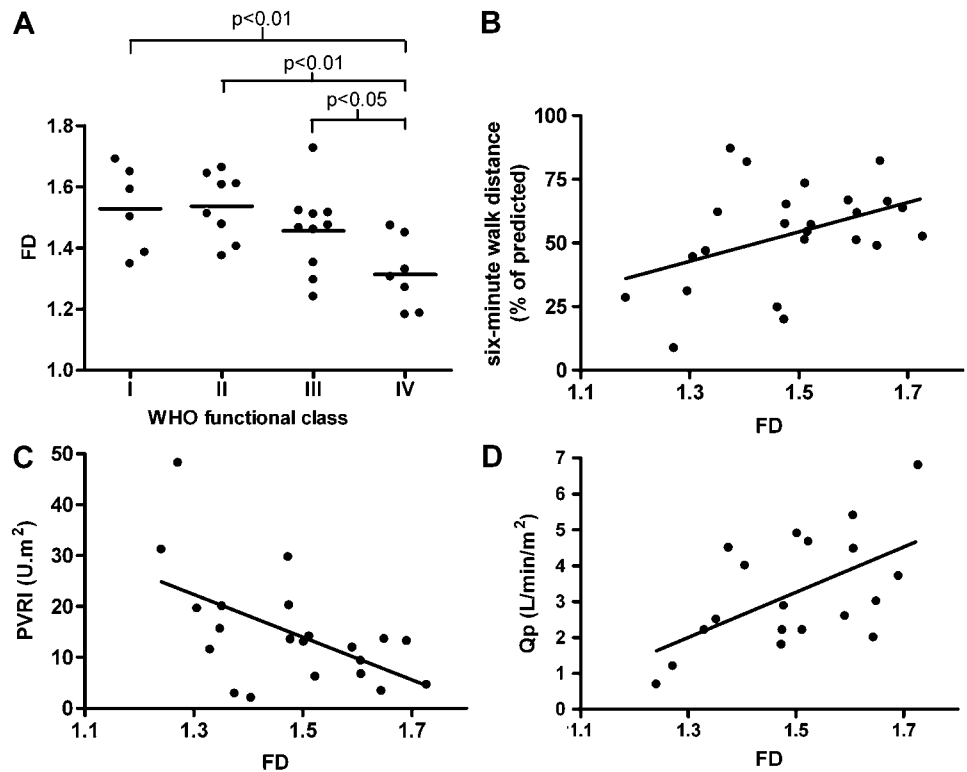 A
p<0.01
p<0.01
p<0.05
FD
1.8
1.6
1.4
1.2
1.0
I II III IV
WHO functional class
B
six-minute walk distance
(% of predicted)
100
75
50
25
0
1.1 1.3 1.5 1.7
FD
C
PVRI (U.m²)
50
40
30
20
10
0
1.1 1.3 1.5 1.7
FD
D
Qp (L/min/m²)
7
6
5
4
3
2
1
0
1.1 1.3 1.5 1.7
FD